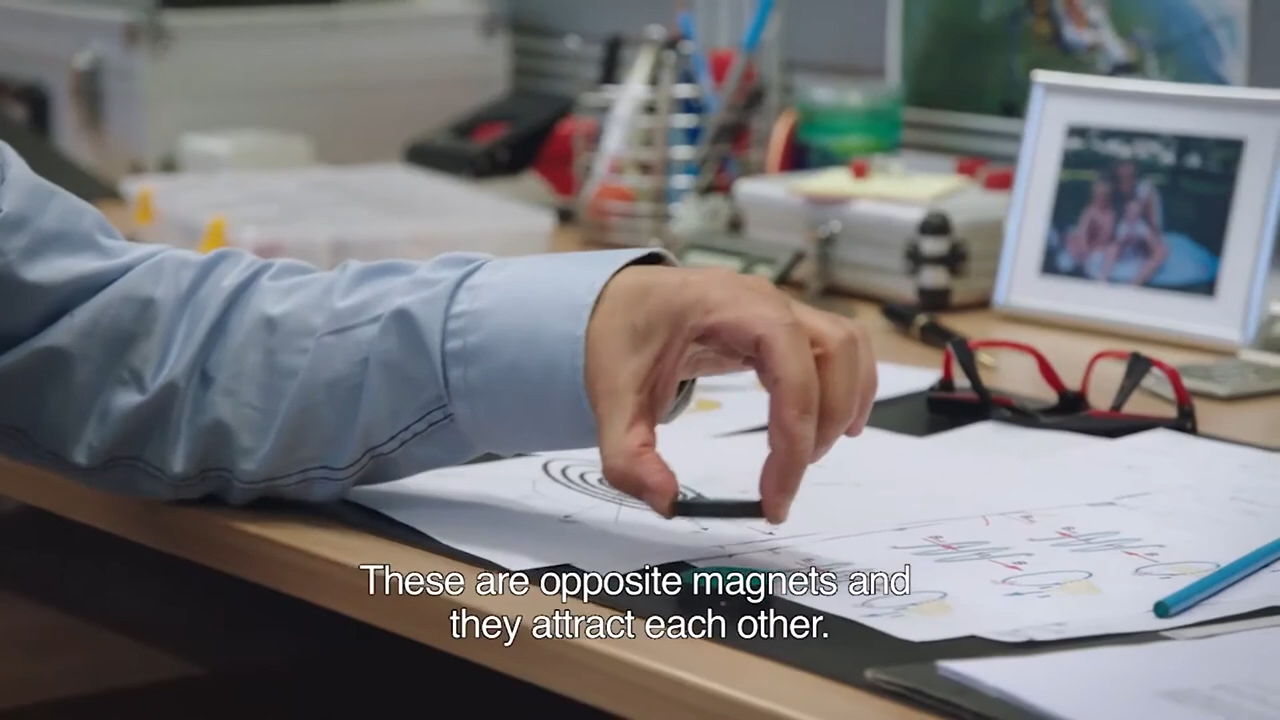 These are opposite magnets and
they attract each other.